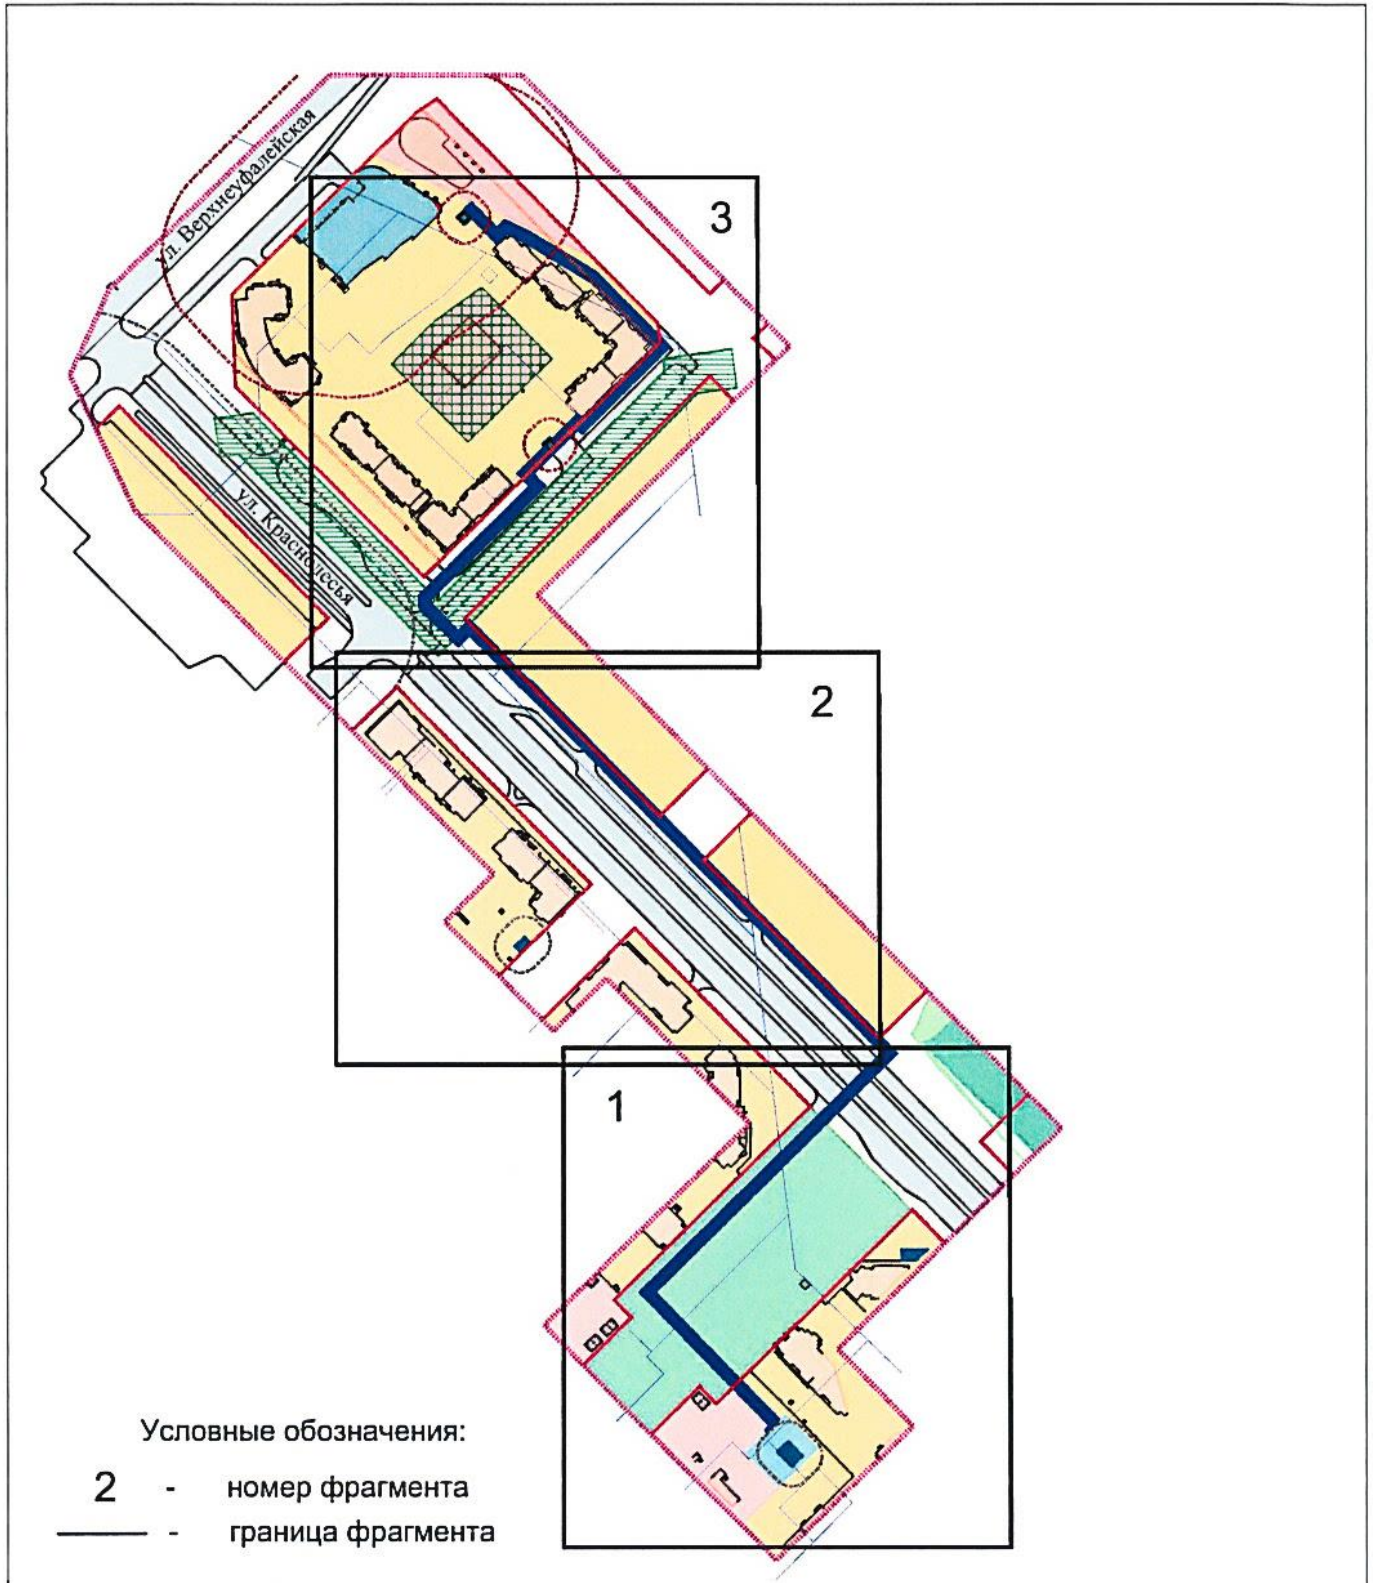 ул. Верхнеуфалейская
3
ул. Краснолесья
2
1
Условные обозначения:
2 - номер фрагмента
- граница фрагмента